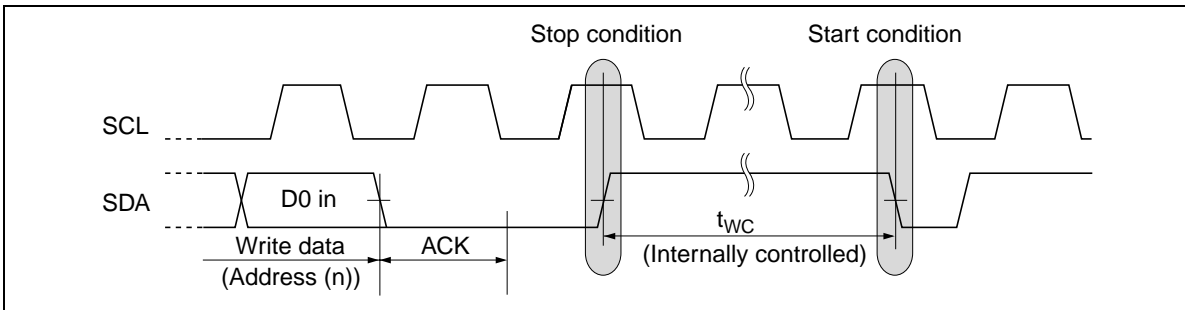 Stop condition
Start condition
SCL
SDA
D0 in
Write data
(Address (n))
ACK
tWC
(Internally controlled)